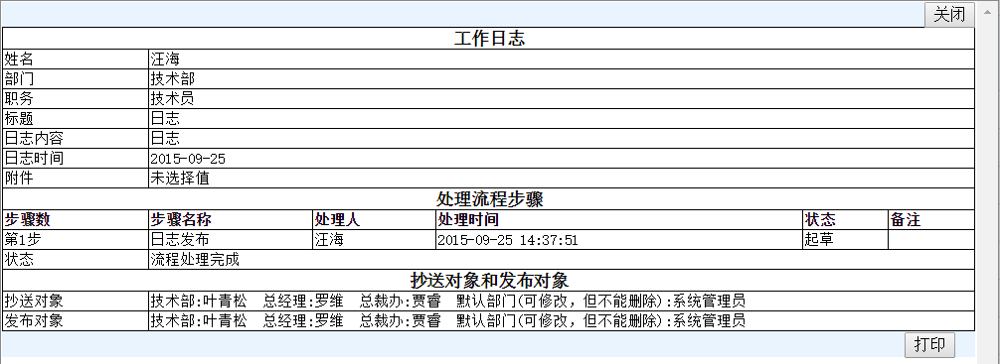 关闭
工作日志
姓名 汪海
部门 技术部
职务 技术员
标题 日志
日志内容 日志
日志时间 2015-09-25
附件 未选择值
处理流程步骤
步骤数 步骤名称 处理人 处理时间 状态 备注
第1步 日志发布 汪海 2015-09-25 14:37:51 起草
状态 流程处理完成
抄送对象和发布对象
抄送对象 技术部:叶青松 总经理:罗维 总裁办:贾睿 默认部门(可修改，但不能删除):系统管理员
发布对象 技术部:叶青松 总经理:罗维 总裁办:贾睿 默认部门(可修改，但不能删除):系统管理员
打印